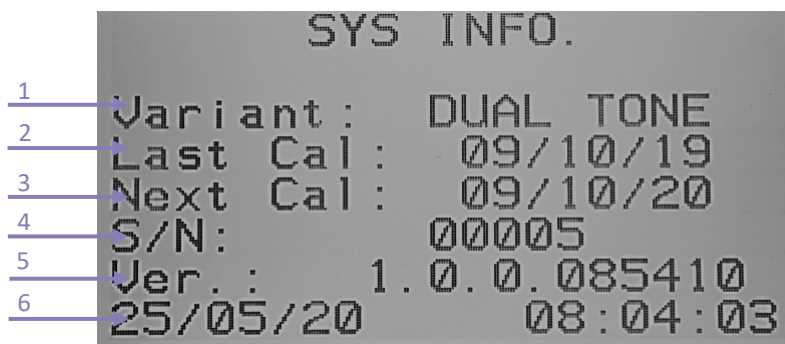 SYS INFO.
1 Variant: DUAL TONE
2 Last Cal: 09/10/19
3 Next Cal: 09/10/20
4 S/N: 00005
5 Ver.: 1.0.0.085410
6 25/05/20 08:04:03